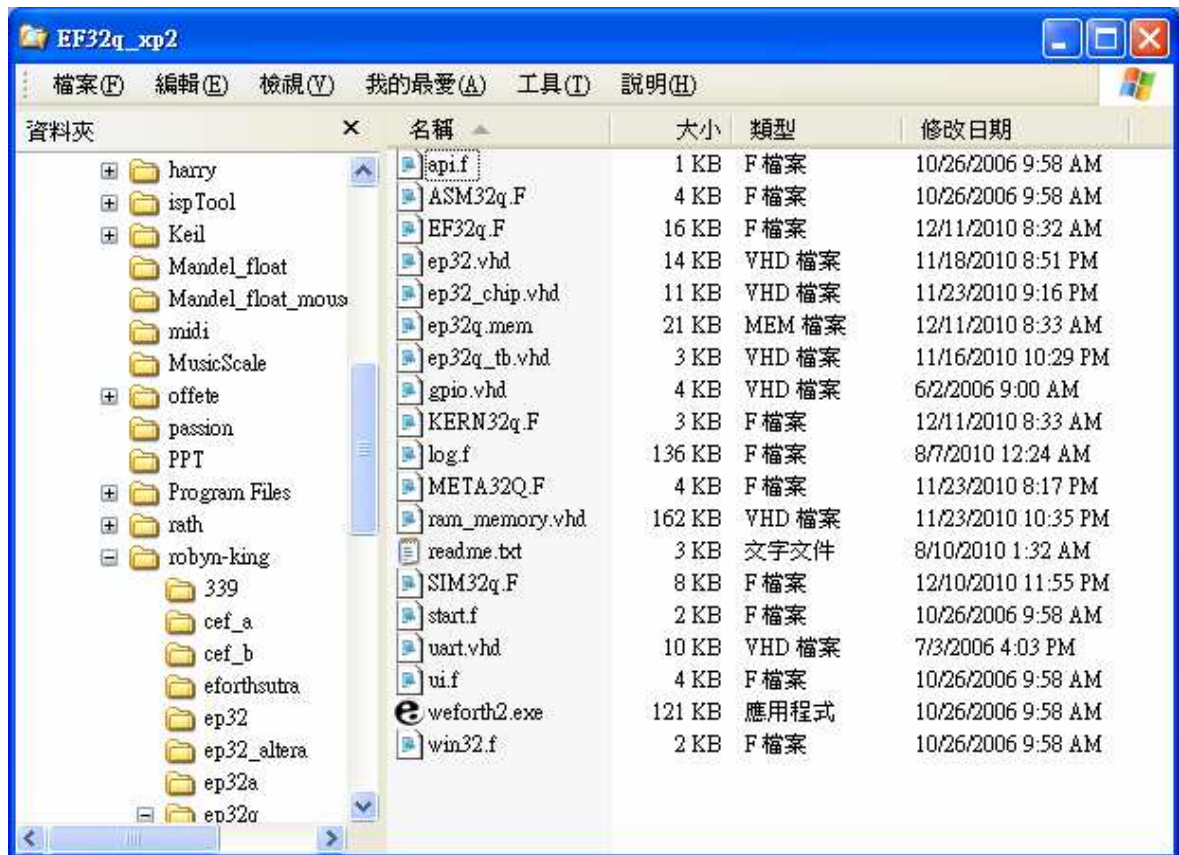 EF32q_xp2
檔案(F) 編輯(E) 檢視(V) 我的最愛(A) 工具(T) 說明(H)
資料夾
harry
ispTool
Keil
Mandel_float
Mandel_float_mous
midi
MusicScale
offete
passion
PPT
Program Files
rath
robyn-king
339
cef_a
cef_b
eforthsutra
ep32
ep32_altera
ep32a
ep32q
名稱 大小 類型 修改日期
api.f 1 KB F 檔案 10/26/2006 9:58 AM
ASM32q.F 4 KB F 檔案 10/26/2006 9:58 AM
EF32q.F 16 KB F 檔案 12/11/2010 8:32 AM
ep32.vhd 14 KB VHD 檔案 11/18/2010 8:51 PM
ep32_chip.vhd 11 KB VHD 檔案 11/23/2010 9:16 PM
ep32q.mem 21 KB MEM 檔案 12/11/2010 8:33 AM
ep32q_tb.vhd 3 KB VHD 檔案 11/16/2010 10:29 PM
gpio.vhd 4 KB VHD 檔案 6/2/2006 9:00 AM
KERN32q.F 3 KB F 檔案 12/11/2010 8:33 AM
log.f 136 KB F 檔案 8/7/2010 12:24 AM
META32Q.F 4 KB F 檔案 11/23/2010 8:17 PM
ram_memory.vhd 162 KB VHD 檔案 11/23/2010 10:35 PM
readme.txt 3 KB 文字文件 8/10/2010 1:32 AM
SIM32q.F 8 KB F 檔案 12/10/2010 11:55 PM
start.f 2 KB F 檔案 10/26/2006 9:58 AM
uart.vhd 10 KB VHD 檔案 7/3/2006 4:03 PM
ui.f 4 KB F 檔案 10/26/2006 9:58 AM
weforth2.exe 121 KB 應用程式 10/26/2006 9:58 AM
win32.f 2 KB F 檔案 10/26/2006 9:58 AM